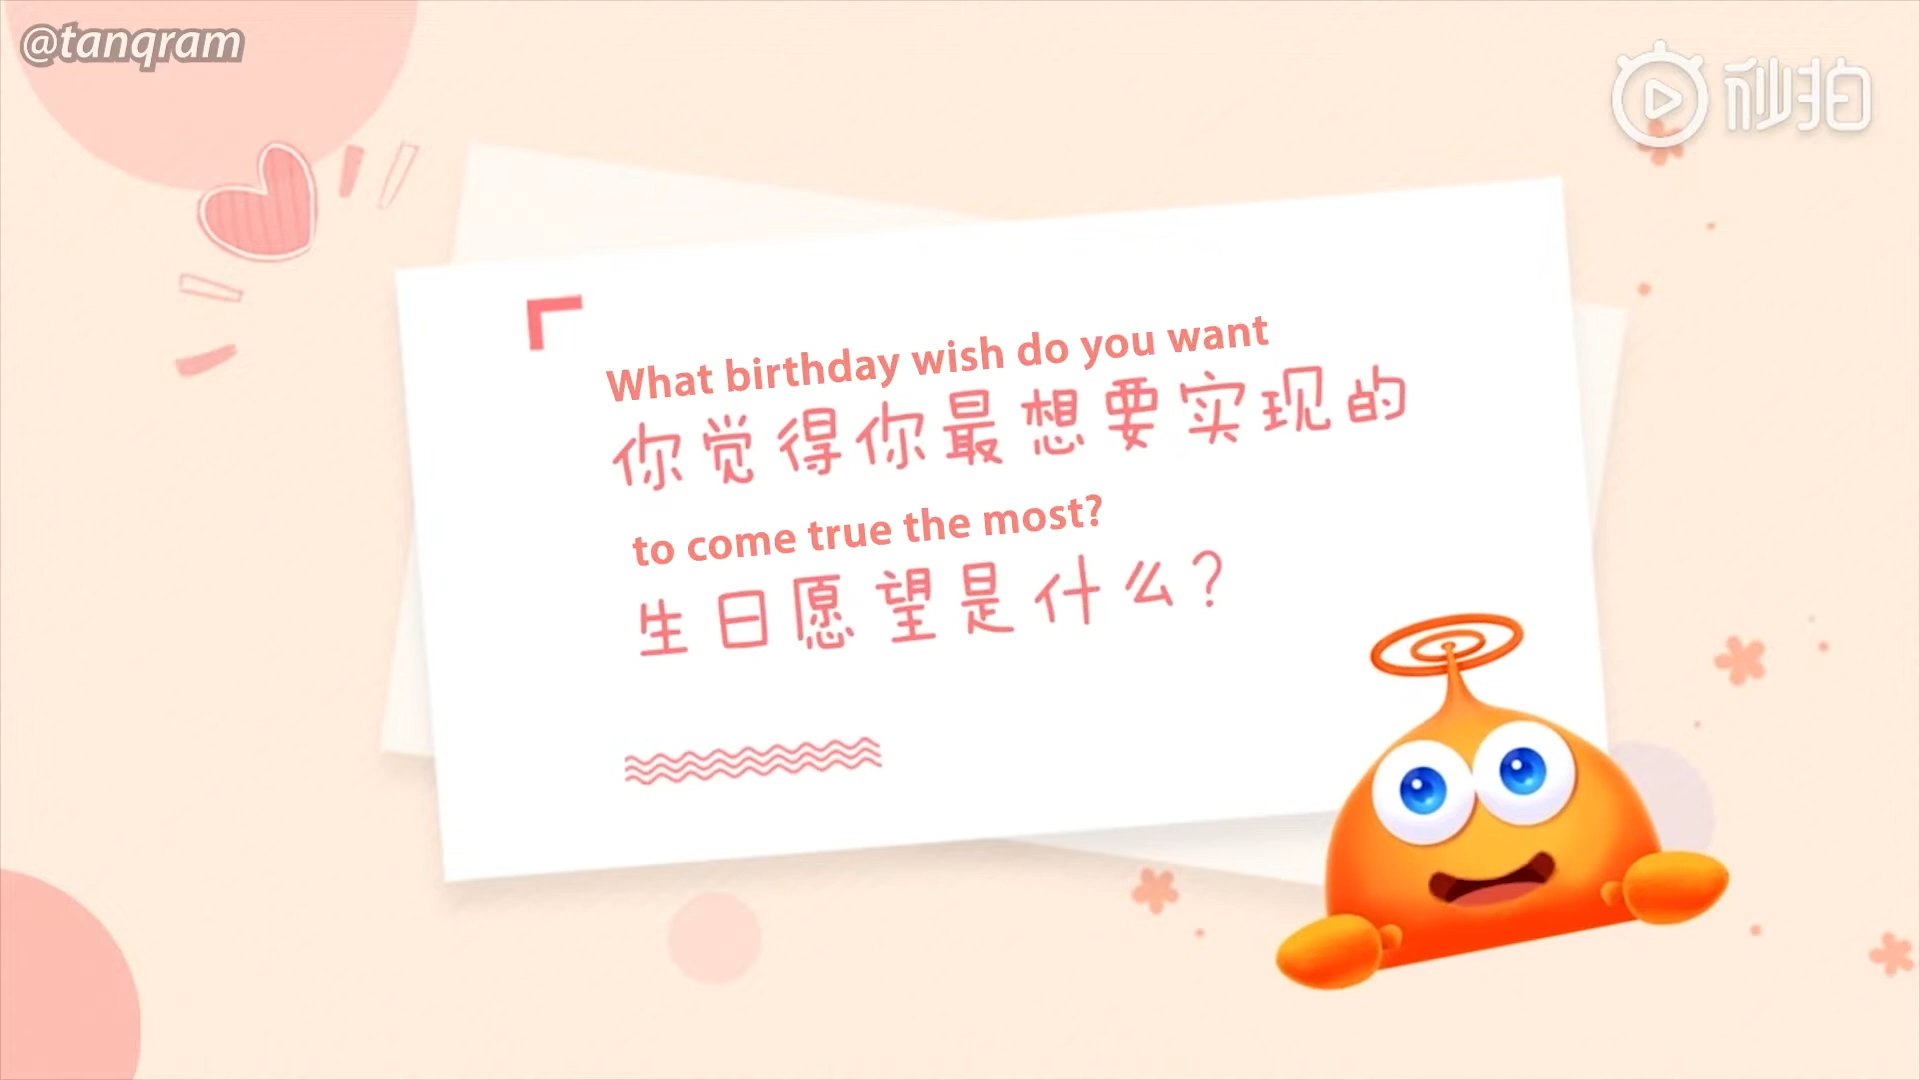 @tanqram
秒拍
What birthday wish do you want
你觉得你最想要实现的
to come true the most?
生日愿望是什么?